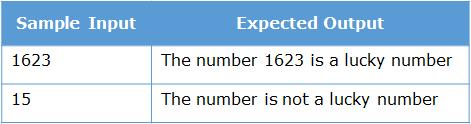 Sample Input Expected Output
1623 The number 1623 is a lucky number
15 The number is not a lucky number